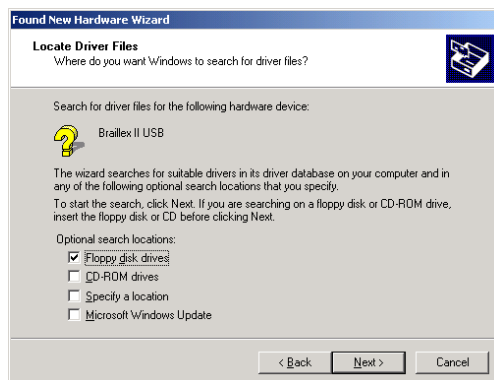 Found New Hardware Wizard
Locate Driver Files
Where do you want Windows to search for driver files?
Search for driver files for the following hardware device:
Braillex II USB
The wizard searches for suitable drivers in its driver database on your computer and in
any of the following optional search locations that you specify.
To start the search, click Next. If you are searching on a floppy disk or CD-ROM drive,
insert the floppy disk or CD before clicking Next.
Optional search locations:
Floppy disk drives
CD-ROM drives
Specify a location
Microsoft Windows Update
< Back Next > Cancel